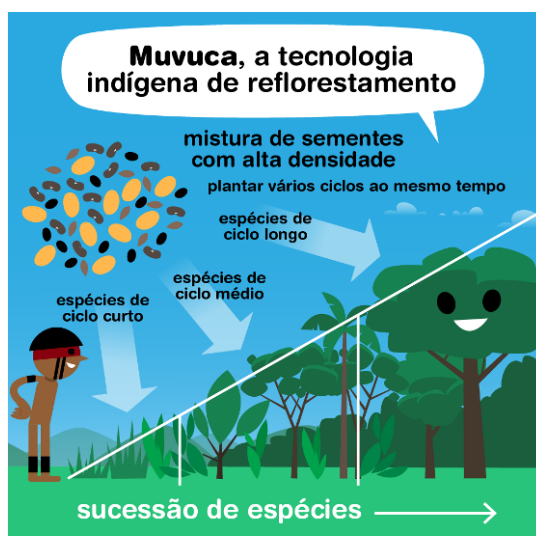 Muvuca, a tecnologia
indígena de reflorestamento
mistura de sementes
com alta densidade
plantar vários ciclos ao mesmo tempo
espécies de
ciclo longo
espécies de
ciclo médio
espécies de
ciclo curto
sucessão de espécies